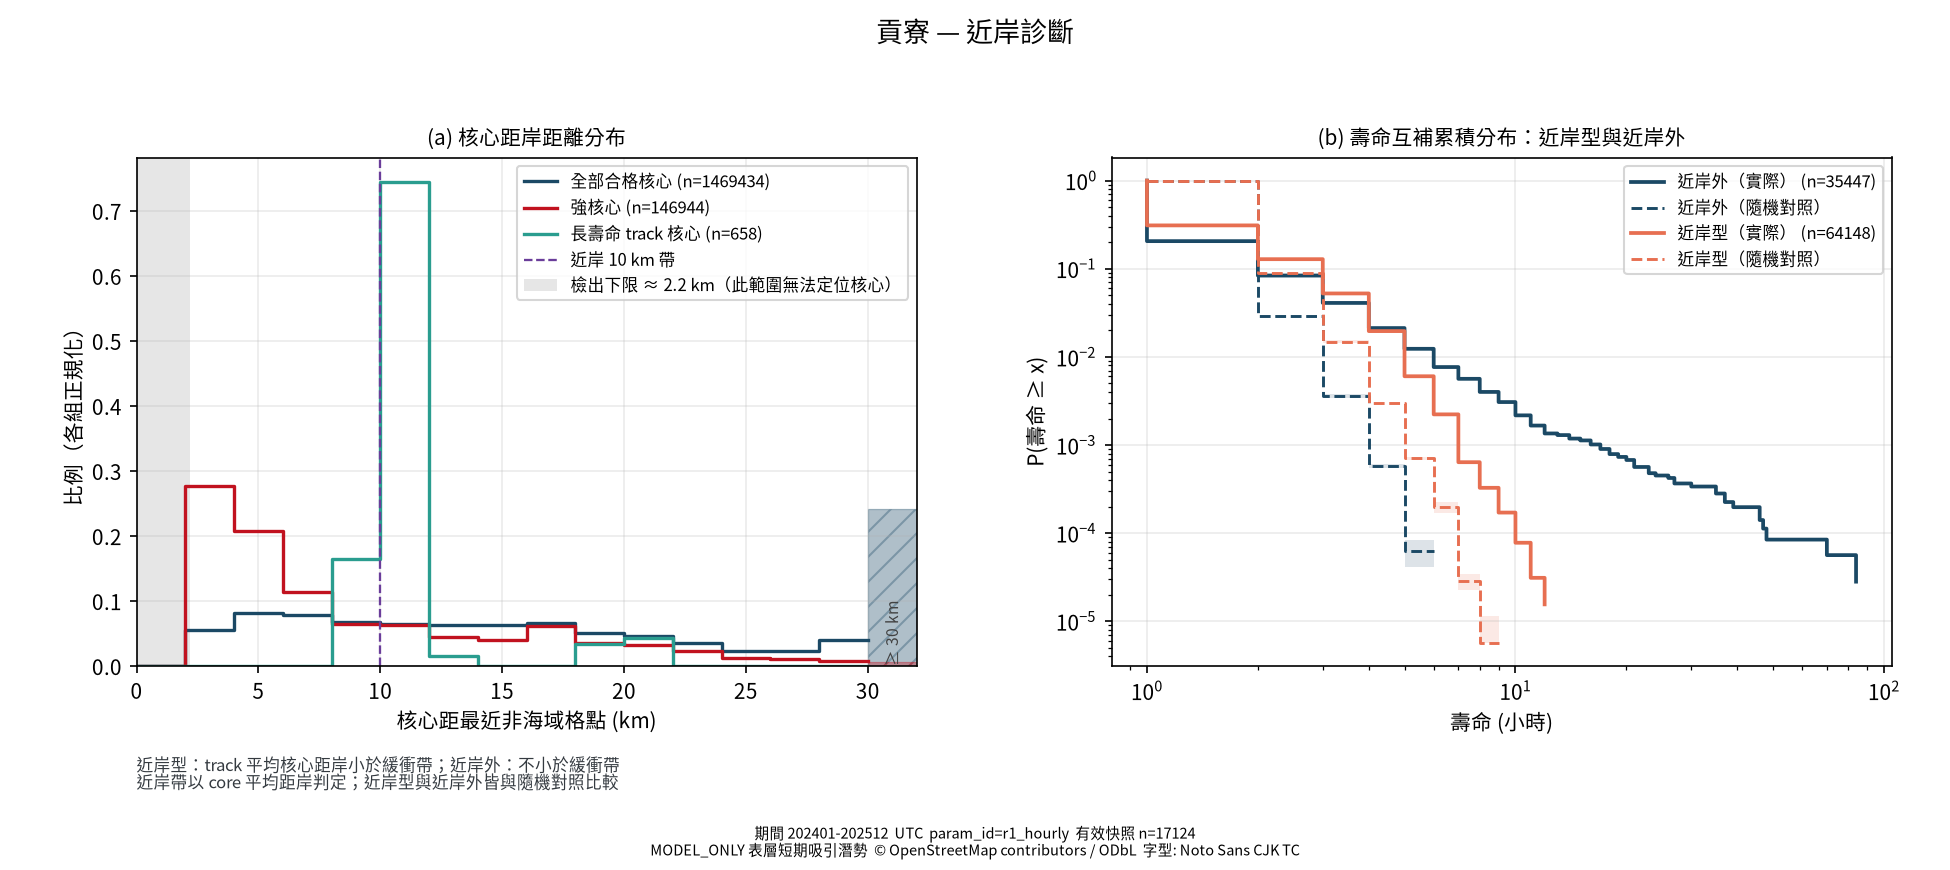 貢寮 — 近岸診斷
(a) 核心距岸距離分布
全部合格核心 (n=1469434)
強核心 (n=146944)
長壽命 track 核心 (n=658)
近岸 10 km 帶
檢出下限 ≈ 2.2 km（此範圍無法定位核心）
≥ 30 km
比例（各組正規化）
0.7
0.6
0.5
0.4
0.3
0.2
0.1
0.0
0 5 10 15 20 25 30
核心距最近非海域格點 (km)
近岸型：track 平均核心距岸小於緩衝帶；近岸外：不小於緩衝帶
近岸帶以 core 平均距岸判定；近岸型與近岸外皆與隨機對照比較
(b) 壽命互補累積分布：近岸型與近岸外
近岸外（實際） (n=35447)
近岸外（隨機對照）
近岸型（實際） (n=64148)
近岸型（隨機對照）
P(壽命 ≥ x)
10⁰
10⁻¹
10⁻²
10⁻³
10⁻⁴
10⁻⁵
10⁰ 10¹ 10²
壽命 (小時)
期間 202401-202512 UTC param_id=r1_hourly 有效快照 n=17124
MODEL_ONLY 表層短期吸引潛勢 © OpenStreetMap contributors / ODbL 字型: Noto Sans CJK TC